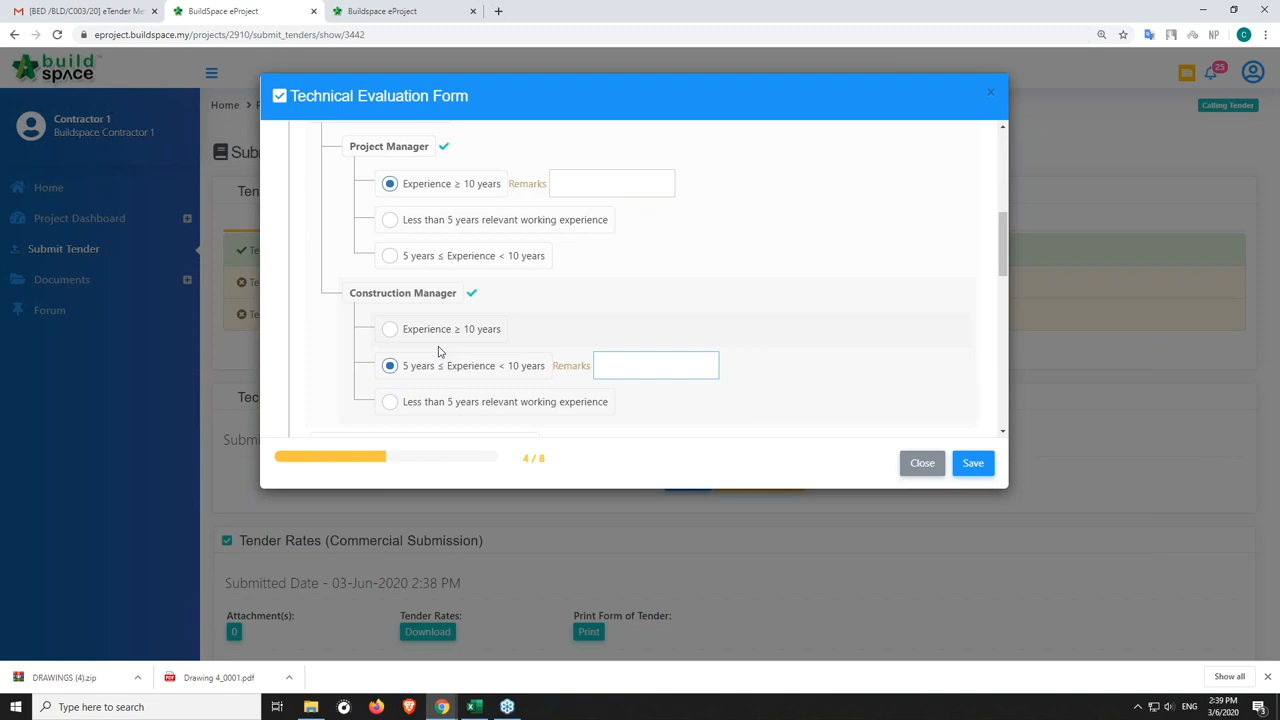 [BED /BLD/C003/20] eTender Me
BuildSpace eProject
Buildspace eProject
eproject.buildspace.my/projects/2910/submit_tenders/show/3442
NP
C
build space
25
Contractor 1
Buildspace Contractor 1
Home
Project Dashboard
Submit Tender
Documents
Forum
Home
Calling Tender
Technical Evaluation Form
Project Manager
Experience ≥ 10 years Remarks
Less than 5 years relevant working experience
5 years ≤ Experience < 10 years
Construction Manager
Experience ≥ 10 years
5 years ≤ Experience < 10 years Remarks
Less than 5 years relevant working experience
4 / 8
Close
Save
Tender Rates (Commercial Submission)
Submitted Date - 03-Jun-2020 2:38 PM
Attachment(s): Tender Rates: Print Form of Tender:
0 Download Print
DRAWINGS (4).zip
Drawing 4_0001.pdf
Show all
Type here to search
ENG
2:39 PM
3/6/2020
3